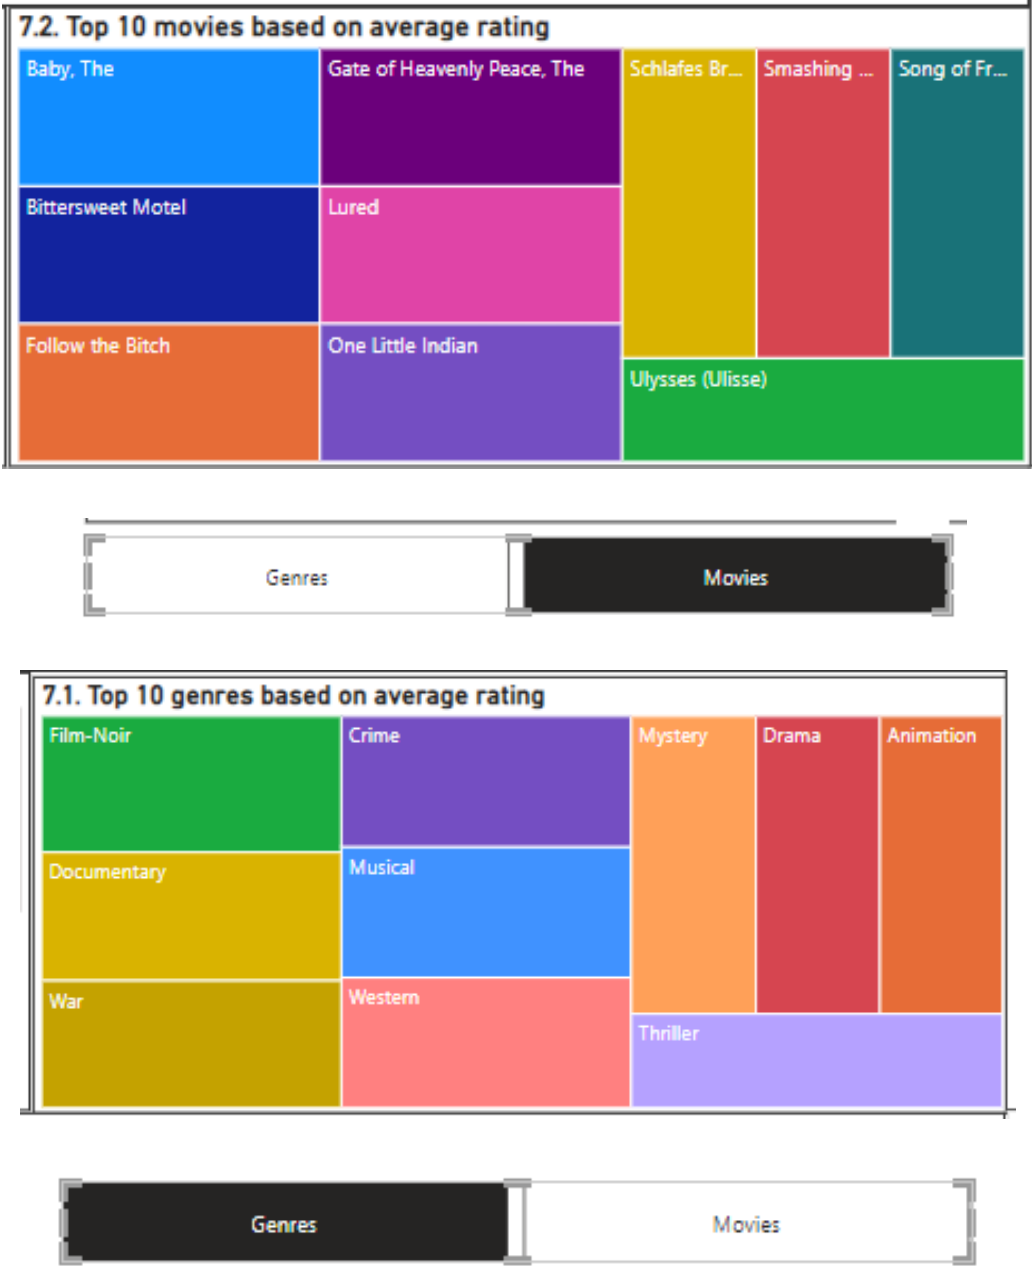 7.2. Top 10 movies based on average rating
Baby, The
Gate of Heavenly Peace, The
Schlafes Br...
Smashing ...
Song of Fr...
Bittersweet Motel
Lured
Follow the Bitch
One Little Indian
Ulysses (Ulisse)
Genres
Movies
7.1. Top 10 genres based on average rating
Film-Noir
Crime
Mystery
Drama
Animation
Documentary
Musical
War
Western
Thriller
Genres
Movies